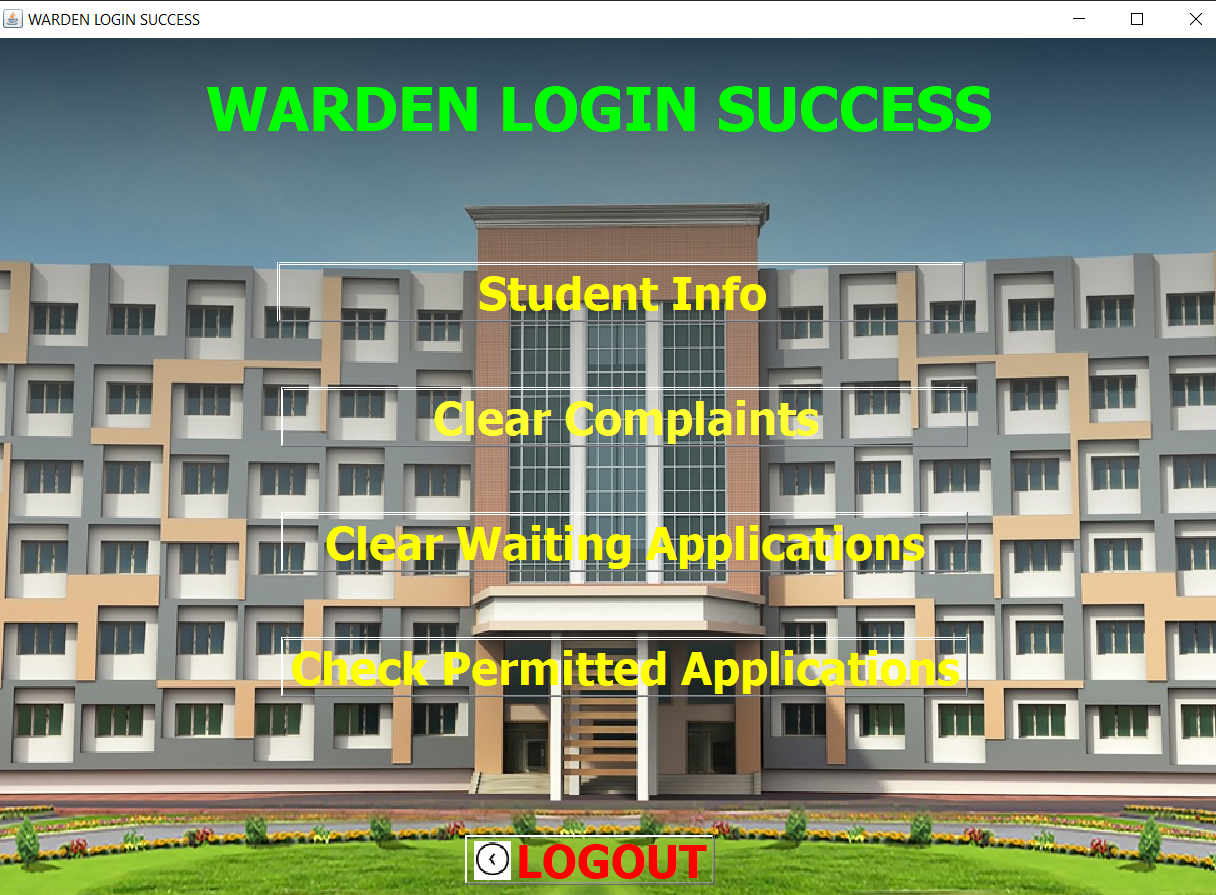 WARDEN LOGIN SUCCESS
WARDEN LOGIN SUCCESS
Student Info
Clear Complaints
Clear Waiting Applications
Check Permitted Applications
LOGOUT